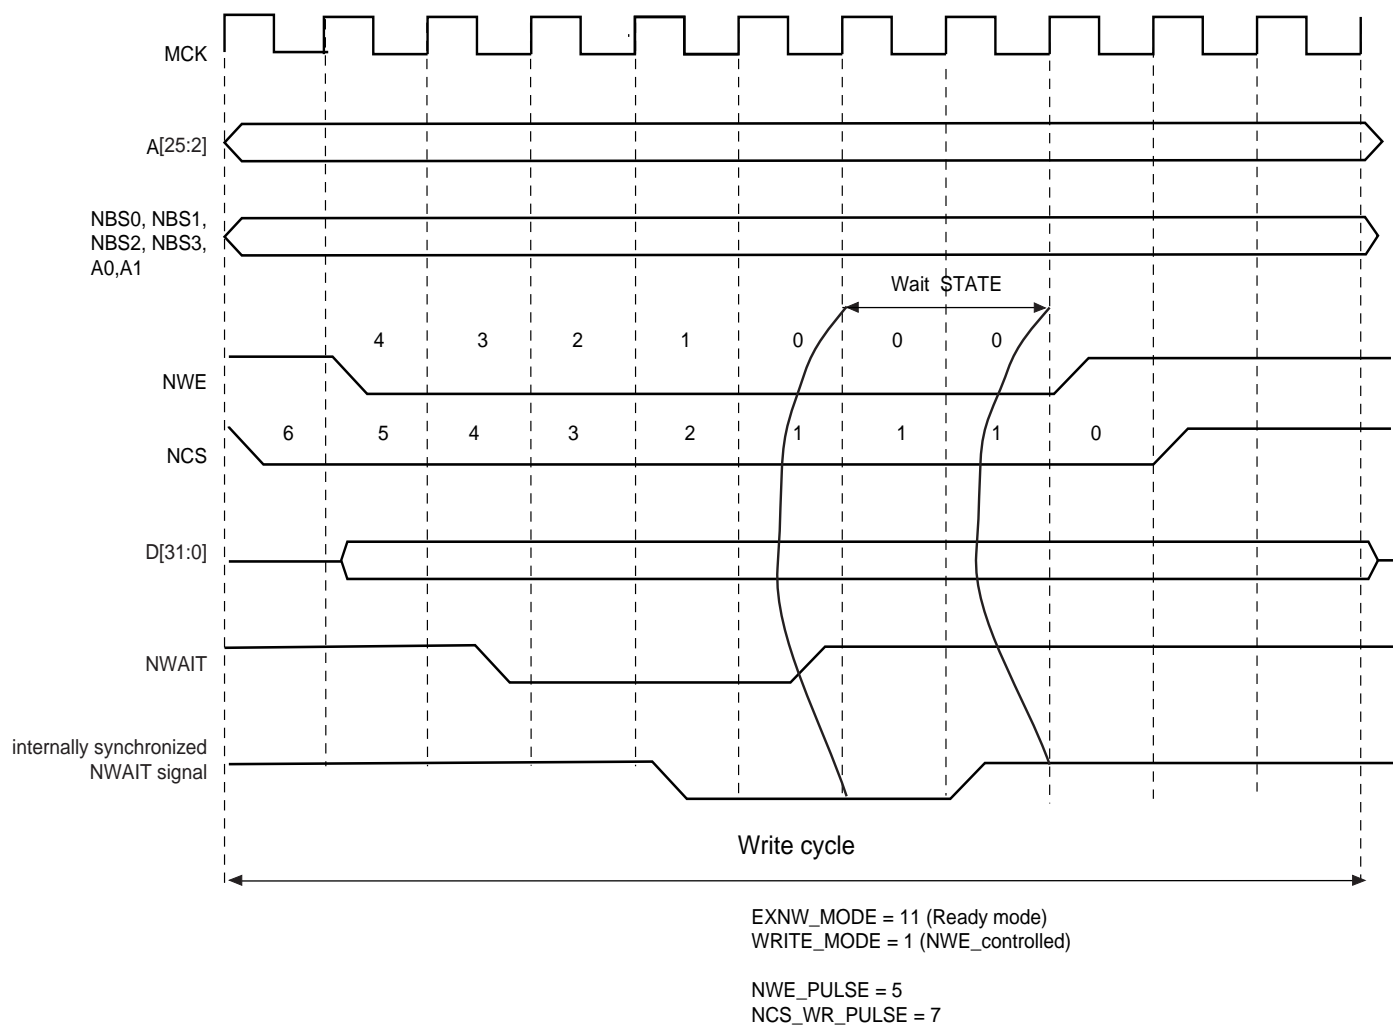 MCK
A[25:2]
NBS0, NBS1,
NBS2, NBS3,
A0,A1
Wait STATE
4 3 2 1 0 0 0
NWE
6 5 4 3 2 1 1 1 0
NCS
D[31:0]
NWAIT
internally synchronized
NWAIT signal
Write cycle
EXNW_MODE = 11 (Ready mode)
WRITE_MODE = 1 (NWE_controlled)
NWE_PULSE = 5
NCS_WR_PULSE = 7